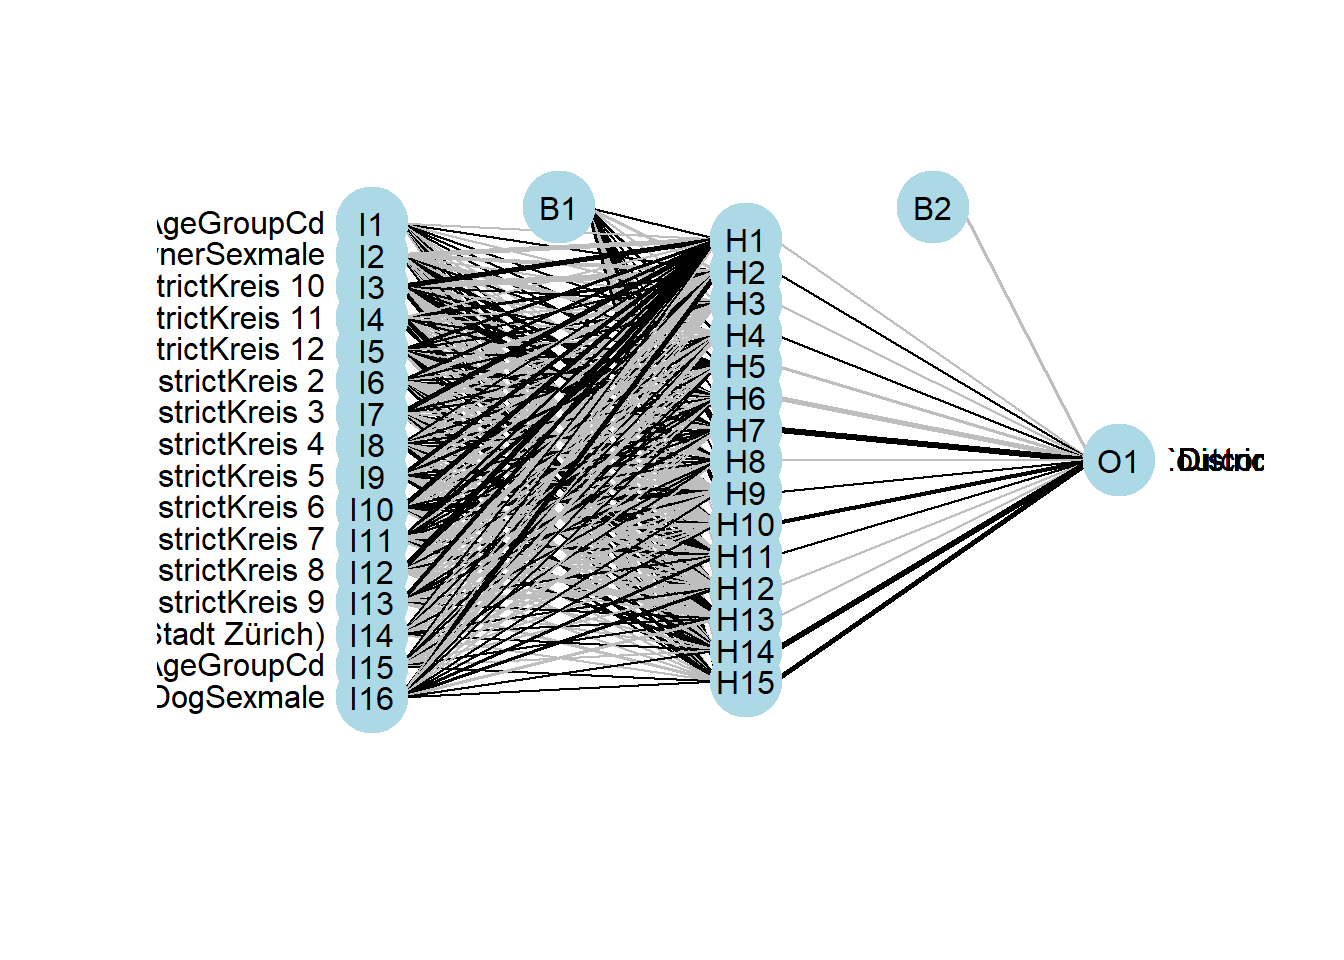 AgeGroupCd I1
nerSexmale I2
trictKreis 10 I3
trictKreis 11 I4
trictKreis 12 I5
strictKreis 2 I6
strictKreis 3 I7
strictKreis 4 I8
strictKreis 5 I9
strictKreis 6 I10
strictKreis 7 I11
strictKreis 8 I12
strictKreis 9 I13
Stadt Zürich) I14
AgeGroupCd I15
DogSexmale I16
B1
H1
H2
H3
H4
H5
H6
H7
H8
H9
H10
H11
H12
H13
H14
H15
B2
O1